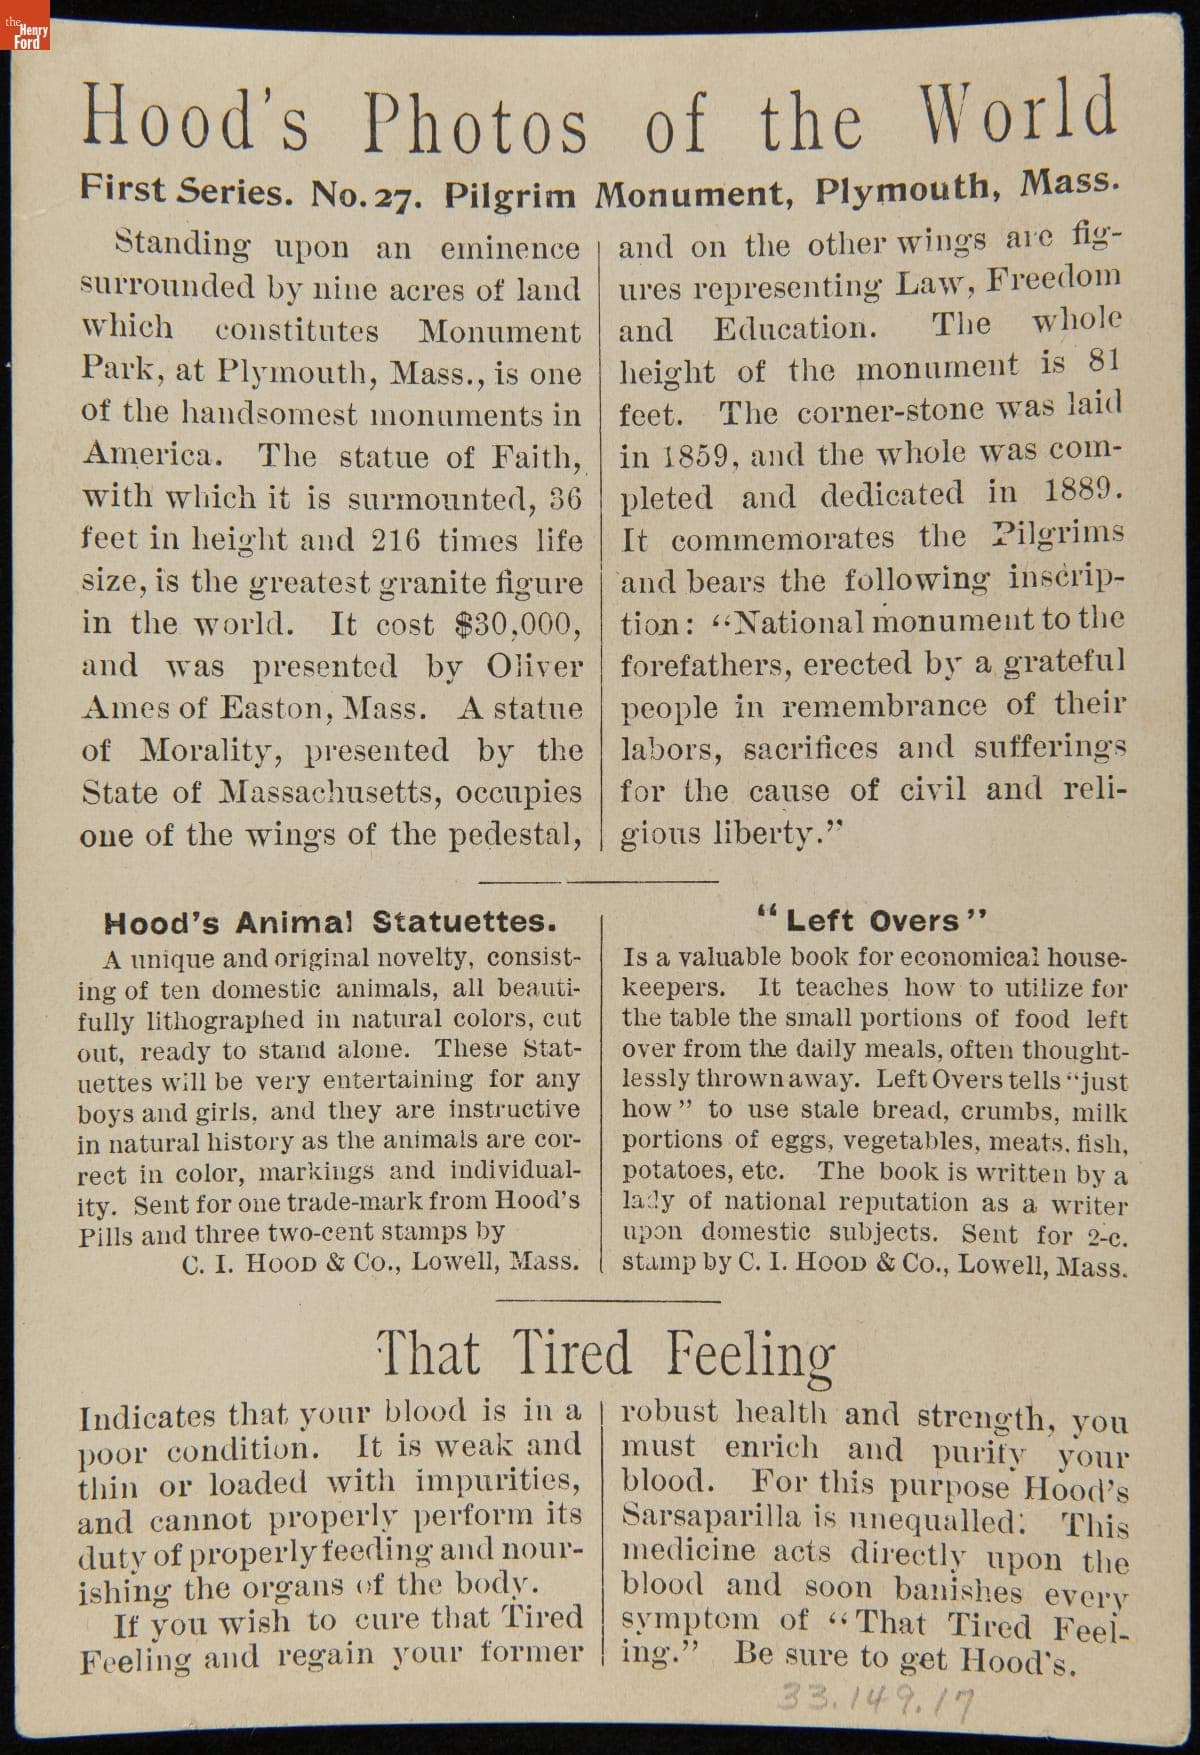 the
Henry
Ford
Hood's Photos of the World
First Series. No. 27. Pilgrim Monument, Plymouth, Mass.
Standing upon an eminence
surrounded by nine acres of land
which constitutes Monument
Park, at Plymouth, Mass., is one
of the handsomest monuments in
America. The statue of Faith,
with which it is surmounted, 36
feet in height and 216 times life
size, is the greatest granite figure
in the world. It cost $30,000,
and was presented by Oliver
Ames of Easton, Mass. A statue
of Morality, presented by the
State of Massachusetts, occupies
one of the wings of the pedestal,
and on the other wings are fig-
ures representing Law, Freedom
and Education. The whole
height of the monument is 81
feet. The corner-stone was laid
in 1859, and the whole was com-
pleted and dedicated in 1889.
It commemorates the Pilgrims
and bears the following inscrip-
tion: "National monument to the
forefathers, erected by a grateful
people in remembrance of their
labors, sacrifices and sufferings
for the cause of civil and reli-
gious liberty."
Hood's Animal Statuettes.
A unique and original novelty, consist-
ing of ten domestic animals, all beauti-
fully lithographed in natural colors, cut
out, ready to stand alone. These Stat-
uettes will be very entertaining for any
boys and girls, and they are instructive
in natural history as the animals are cor-
rect in color, markings and individual-
ity. Sent for one trade-mark from Hood's
Pills and three two-cent stamps by
C. I. HOOD & Co., Lowell, Mass.
"Left Overs"
Is a valuable book for economical house-
keepers. It teaches how to utilize for
the table the small portions of food left
over from the daily meals, often thought-
lessly thrown away. Left Overs tells "just
how" to use stale bread, crumbs, milk
portions of eggs, vegetables, meats, fish,
potatoes, etc. The book is written by a
lady of national reputation as a writer
upon domestic subjects. Sent for 2-c.
stamp by C. I. HOOD & Co., Lowell, Mass.
That Tired Feeling
Indicates that your blood is in a
poor condition. It is weak and
thin or loaded with impurities,
and cannot properly perform its
duty of properly feeding and nour-
ishing the organs of the body.
If you wish to cure that Tired
Feeling and regain your former
robust health and strength, you
must enrich and purify your
blood. For this purpose Hood's
Sarsaparilla is unequalled. This
medicine acts directly upon the
blood and soon banishes every
symptom of "That Tired Feel-
ing." Be sure to get Hood's.
33.149.17